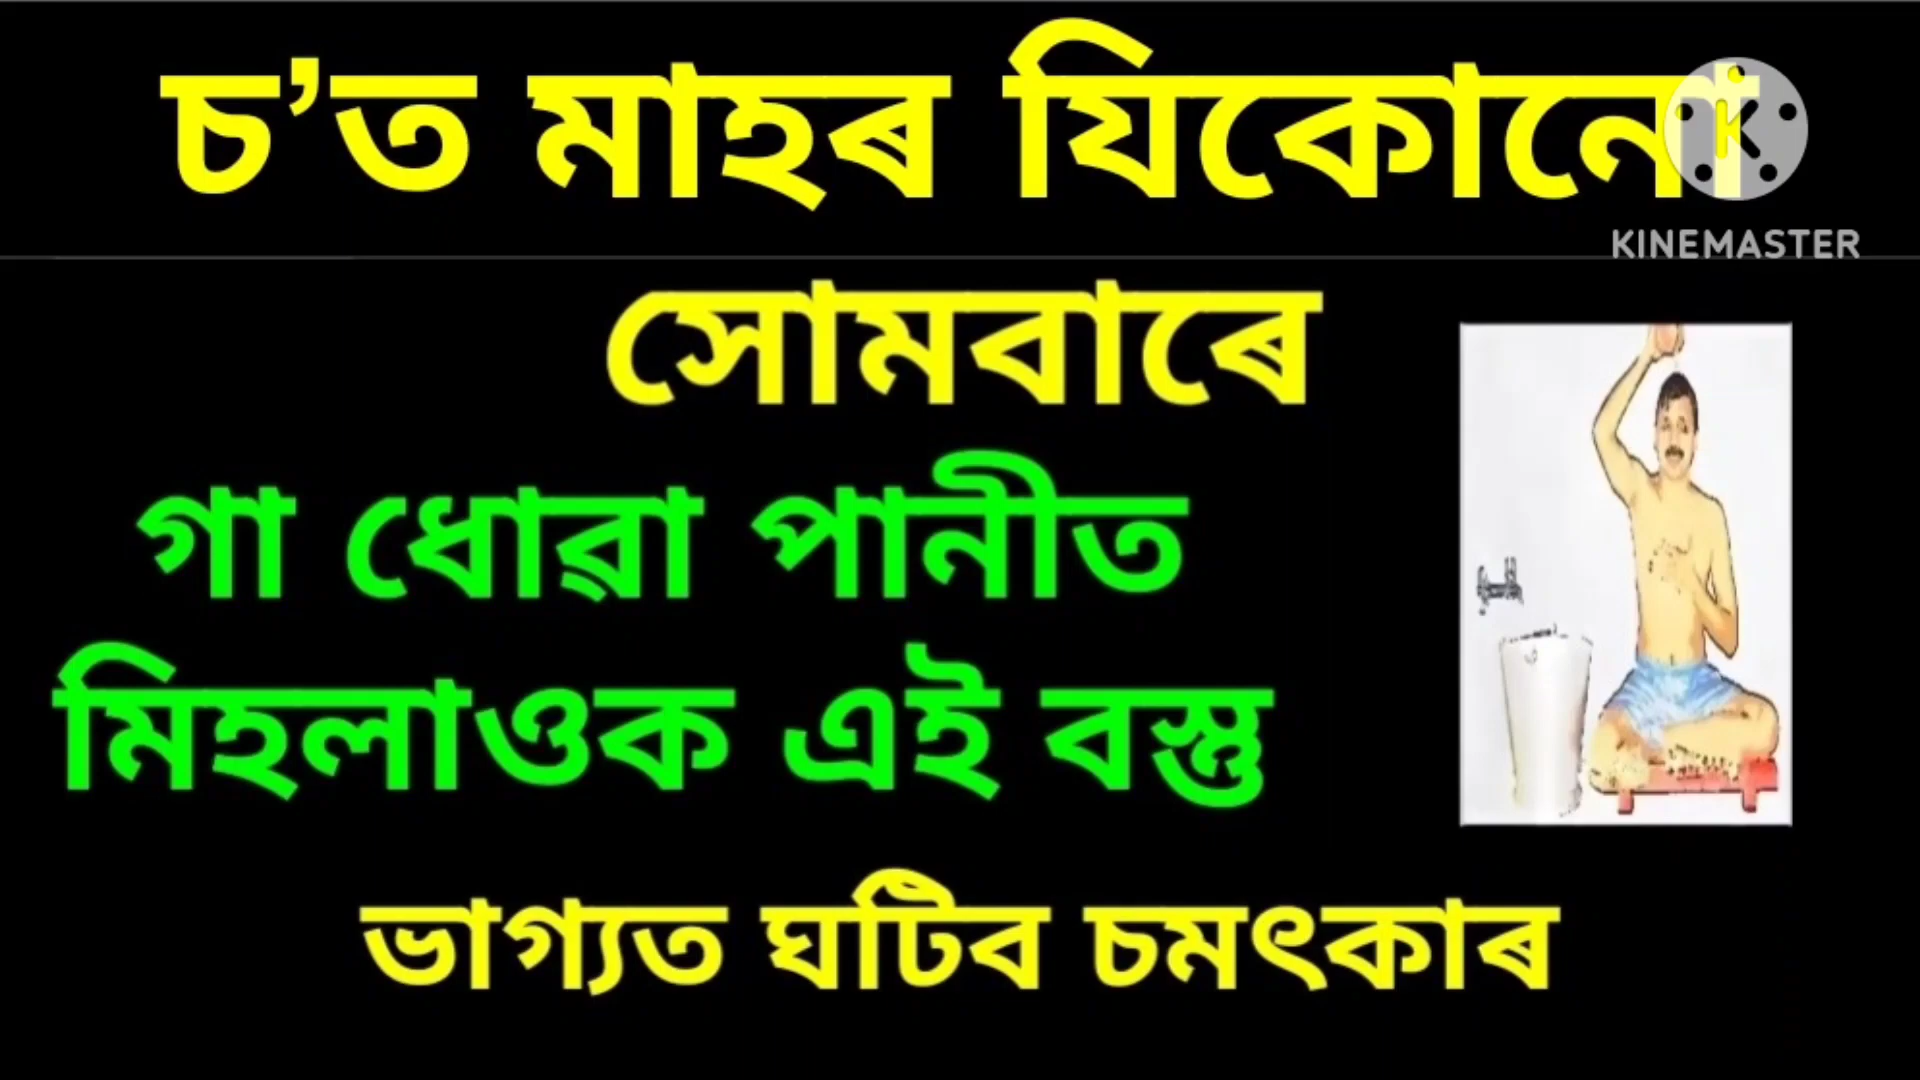 চ’ত মাহৰ যিকোনো
KINEMASTER
সোমবাৰে
গা ধোৱা পানীত
মিহলাওক এই বস্তু
ভাগ্যত ঘটিব চমৎকাৰ